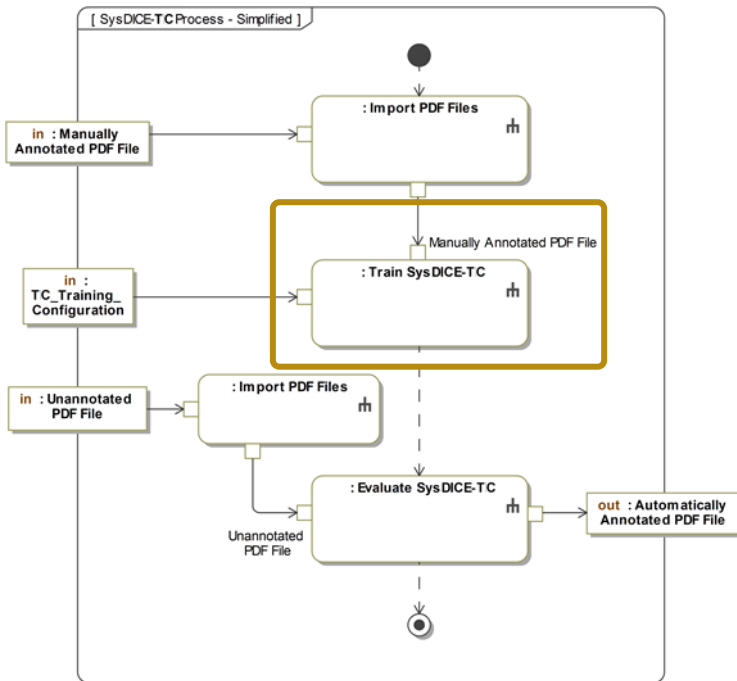 [ SysDICE-TC Process - Simplified ]
: Import PDF Files
in : Manually
Annotated PDF File
Manually Annotated PDF File
: Train SysDICE-TC
in :
TC_Training_
Configuration
: Import PDF Files
in : Unannotated
PDF File
: Evaluate SysDICE-TC
out : Automatically
Annotated PDF File
Unannotated
PDF File